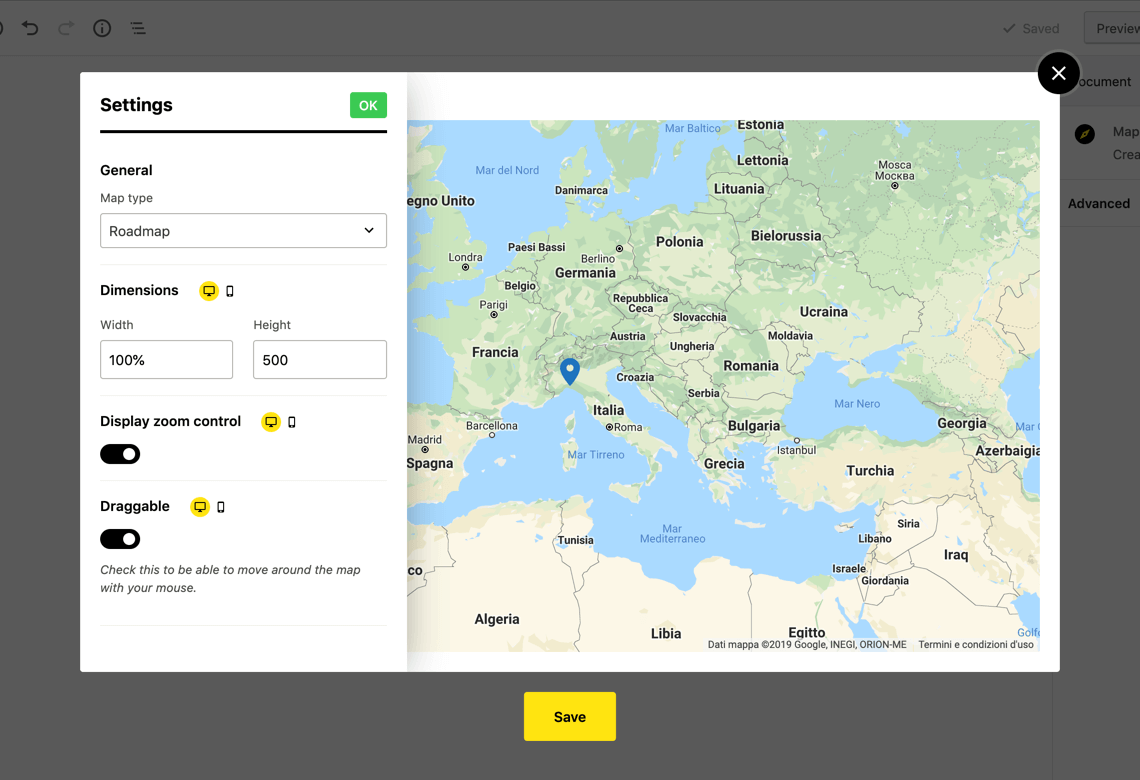 Saved
Preview
ocument
Map
Crea
Advanced
Settings
OK
General
Map type
Roadmap
Dimensions
Width
Height
100%
500
Display zoom control
Draggable
Check this to be able to move around the map
with your mouse.
Estonia
Mar Baltico
Lettonia
Mosca
Москва
Mar del Nord
Danimarca
Lituania
egno Unito
Bielorussia
Polonia
Paesi Bassi
Londra
Berlino
Germania
Belgio
Parigi
Repubblica
Ceca
Slovacchia
Ucraina
Moldavia
Austria
Ungheria
Francia
Romania
Croazia
Serbia
Mar Nero
Italia
Roma
Barcellona
Bulgaria
Georgia
Mar C
Madrid
Spagna
Mar Tirreno
Istanbul
Azerbaigia
Grecia
Turchia
Siria
Mar
Mediterraneo
Tunisia
Libano
Iraq
co
Israele
Giordania
Algeria
Libia
Egitto
Golfe
Dati mappa ©2019 Google, INEGI, ORION-ME
Termini e condizioni d'uso
Save